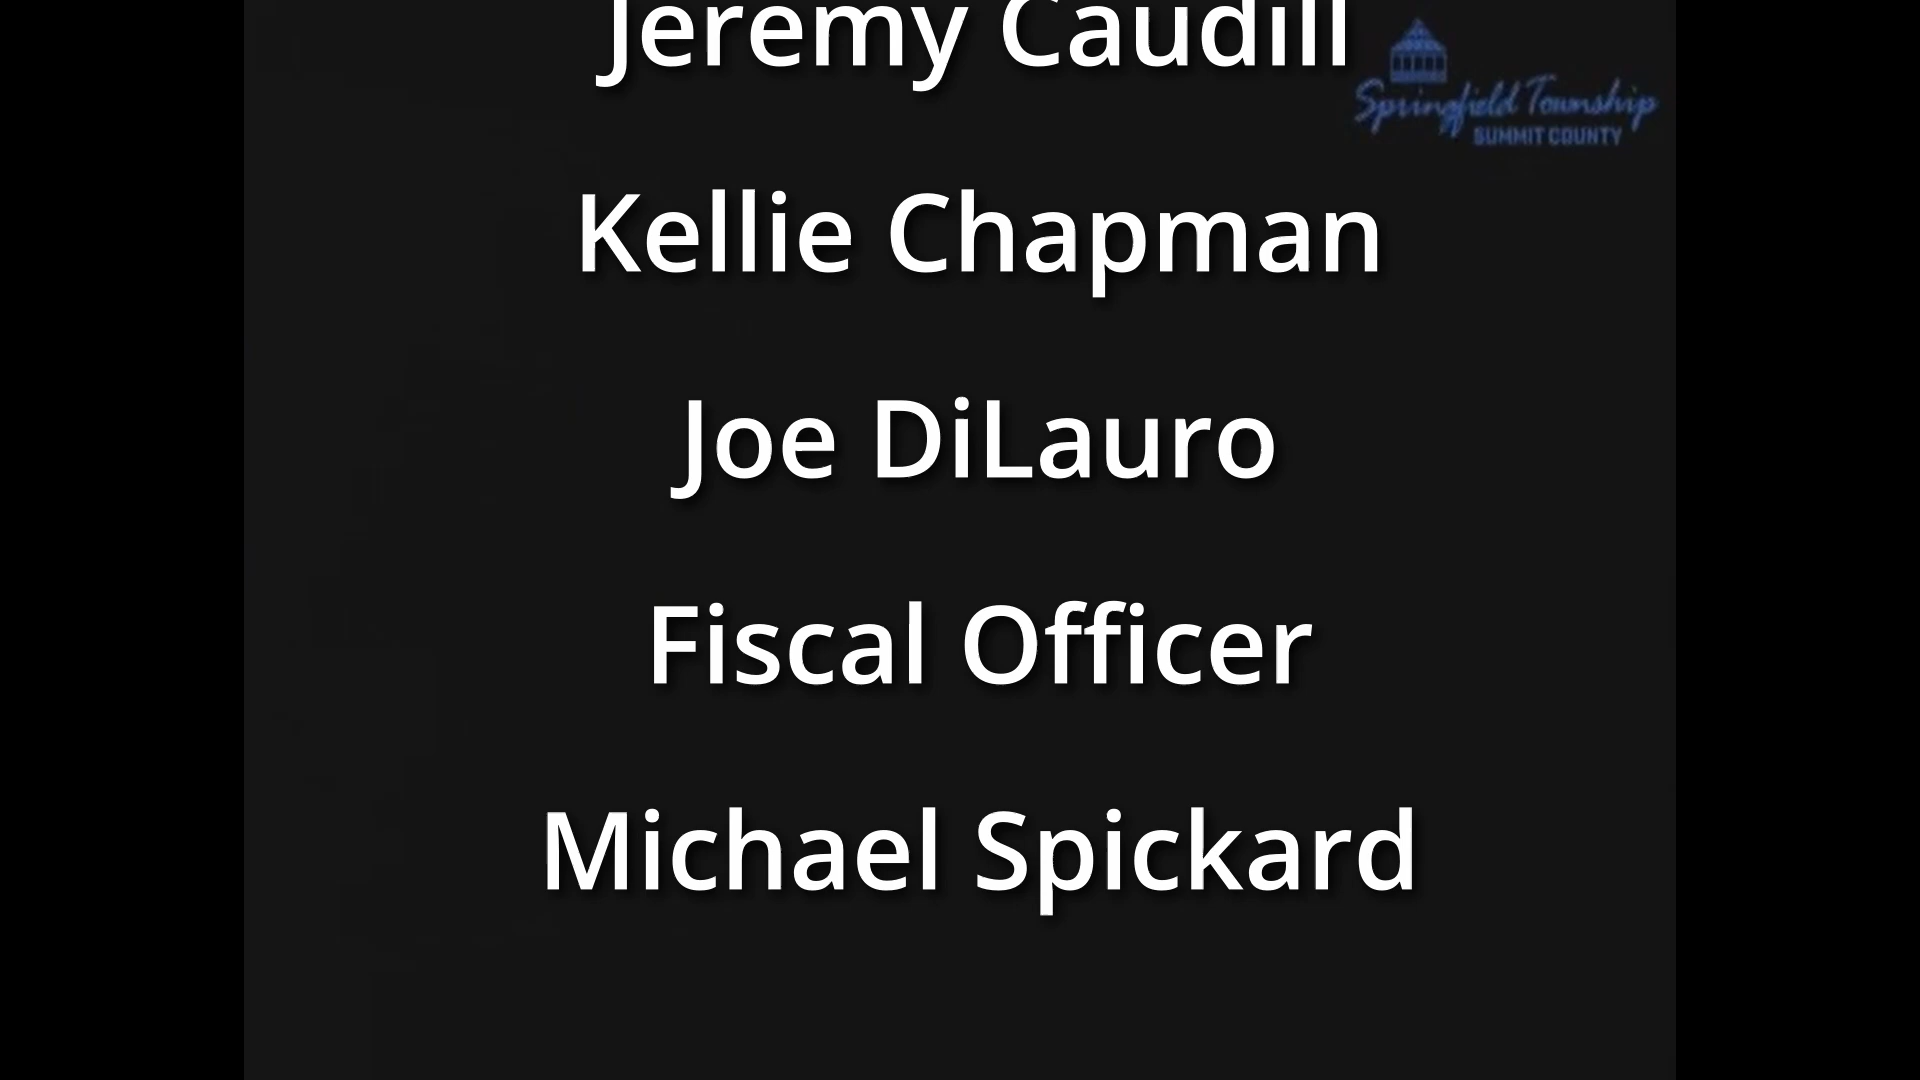 Jeremy Caudill
Springfield Township
SUMMIT COUNTY
Kellie Chapman
Joe DiLauro
Fiscal Officer
Michael Spickard